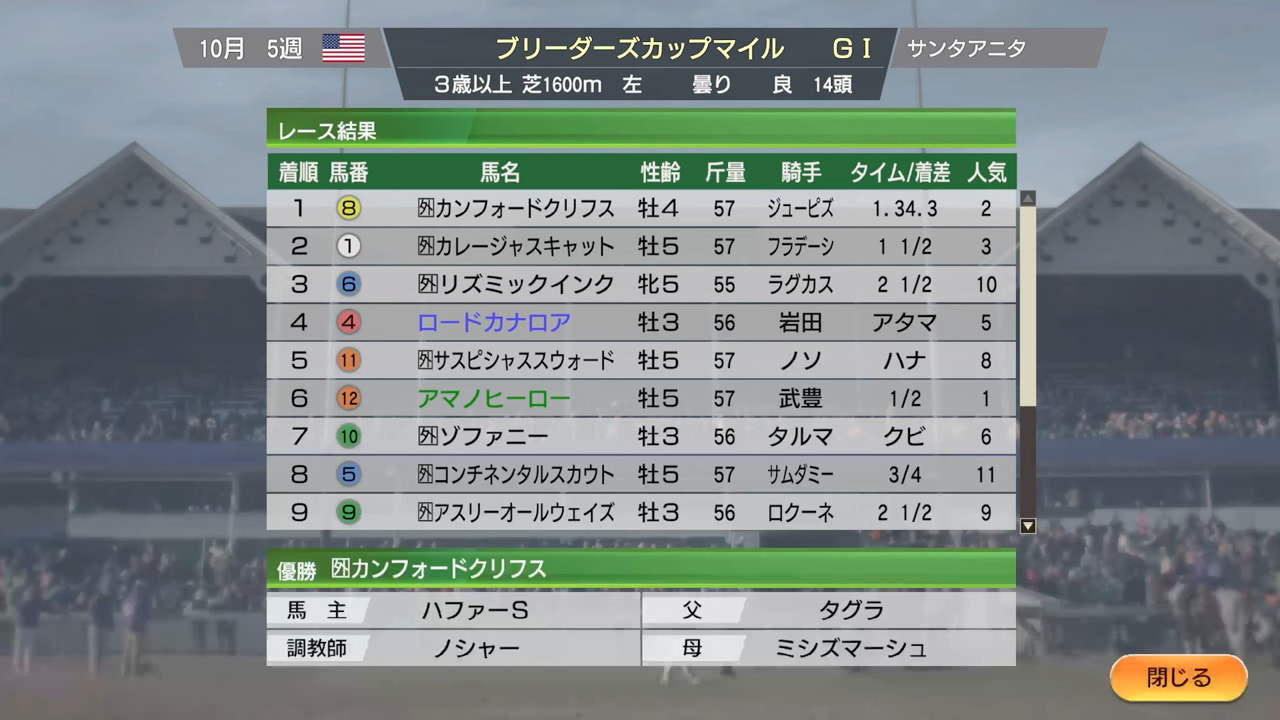 10月 5週 ブリーダーズカップマイル GⅠ サンタアニタ
3歳以上 芝1600m 左 曇り 良 14頭
レース結果
着順 馬番 馬名 性齢 斤量 騎手 タイム/着差 人気
1 8 外カンフォードクリフス 牡4 57 ジューピズ 1.34.3 2
2 1 外カレージャスキャット 牡5 57 フラデーシ 1 1/2 3
3 6 外リズミックインク 牝5 55 ラグカス 2 1/2 10
4 4 ロードカナロア 牡3 56 岩田 アタマ 5
5 11 外サスピシャススウォード 牡5 57 ノソ ハナ 8
6 12 アマノヒーロー 牡5 57 武豊 1/2 1
7 10 外ゾファニー 牡3 56 タルマ クビ 6
8 5 外コンチネンタルスカウト 牡5 57 サムダミー 3/4 11
9 9 外アスリーオールウェイズ 牡3 56 ロクーネ 2 1/2 9
優勝 外カンフォードクリフス
馬主 ハファーS 父 タグラ
調教師 ノシャー 母 ミシズマーシュ
閉じる